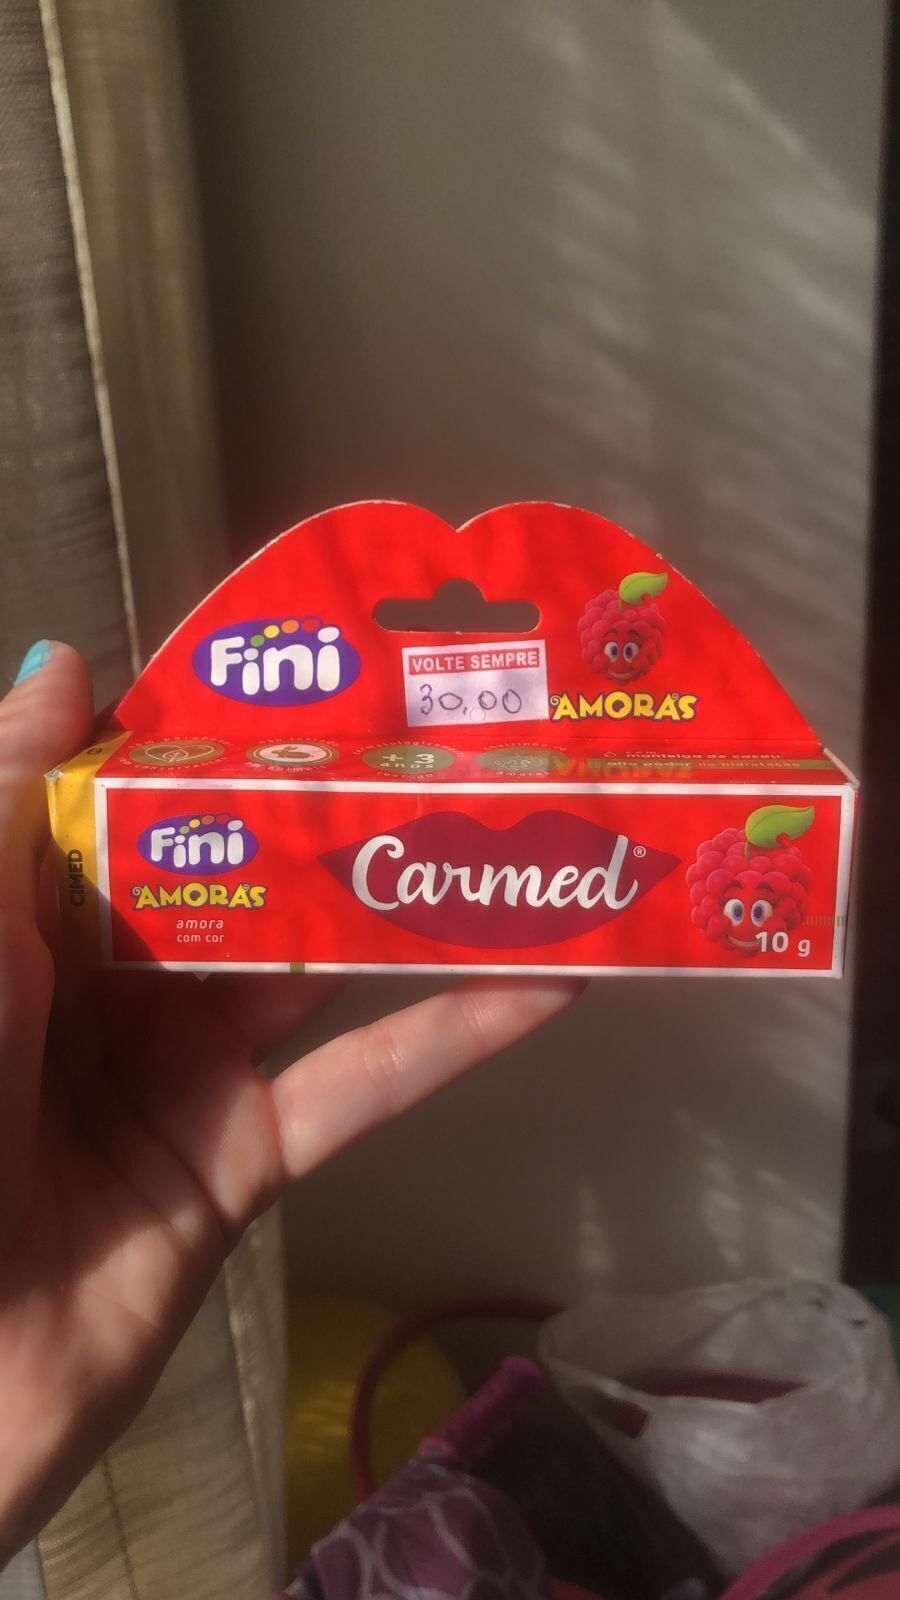 Fini
VOLTE SEMPRE
30,00
AMORAS
+3
anos
manteiga de cacau
alto poder de hidratação
CIMED
Fini
AMORAS
amora
com cor
Carmed®
10 g